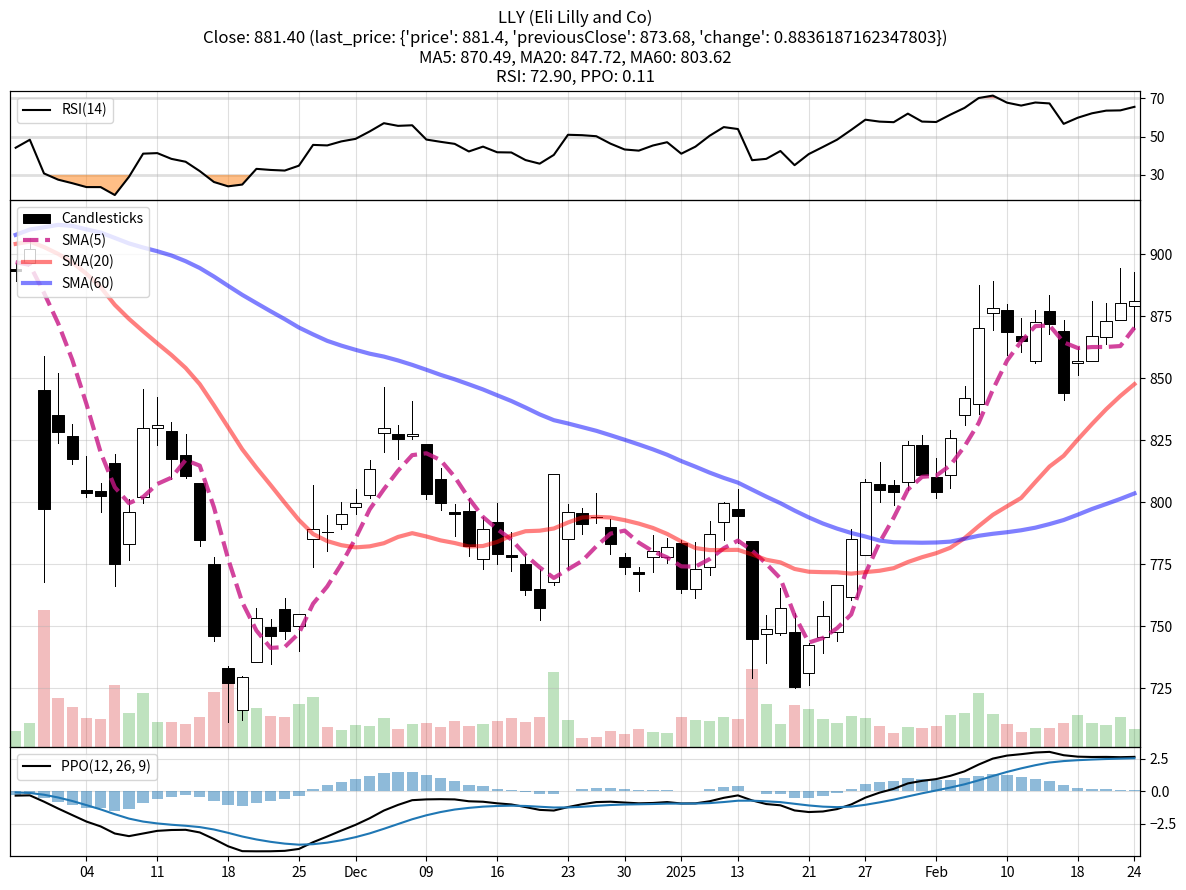 LLY (Eli Lilly and Co)
Close: 881.40 (last_price: {'price': 881.4, 'previousClose': 873.68, 'change': 0.8836187162347803})
MA5: 870.49, MA20: 847.72, MA60: 803.62
RSI: 72.90, PPO: 0.11
RSI(14)
70
50
30
Candlesticks
SMA(5)
SMA(20)
SMA(60)
900
875
850
825
800
775
750
725
PPO(12, 26, 9)
2.5
0.0
−2.5
04 11 18 25 Dec 09 16 23 30 2025 13 21 27 Feb 10 18 24